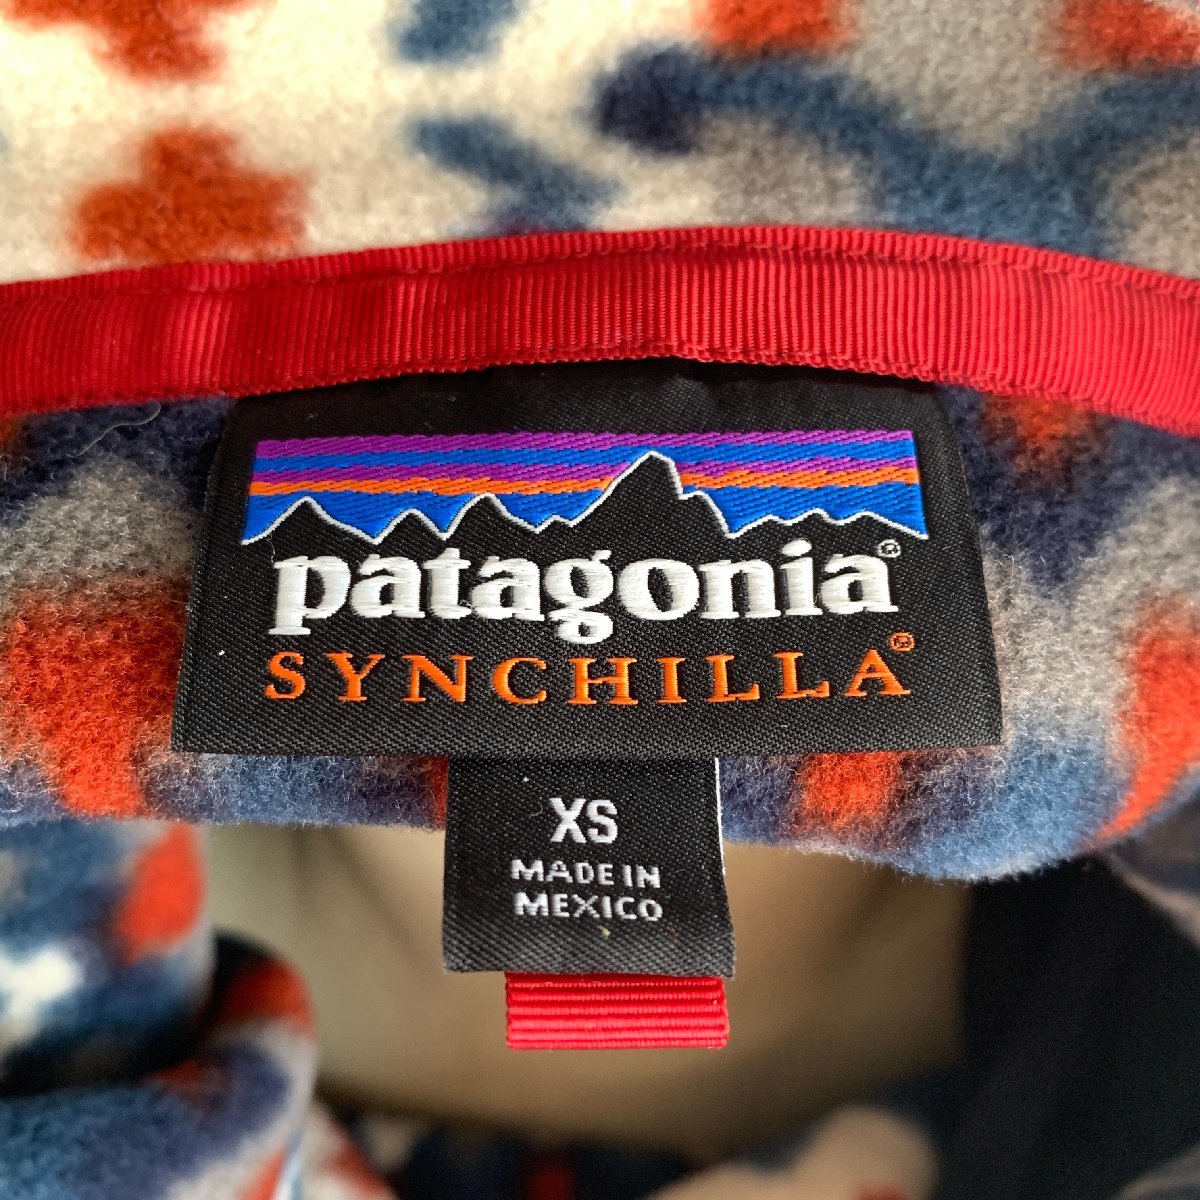 patagonia®
SYNCHILLA®
XS
MADE IN
MEXICO